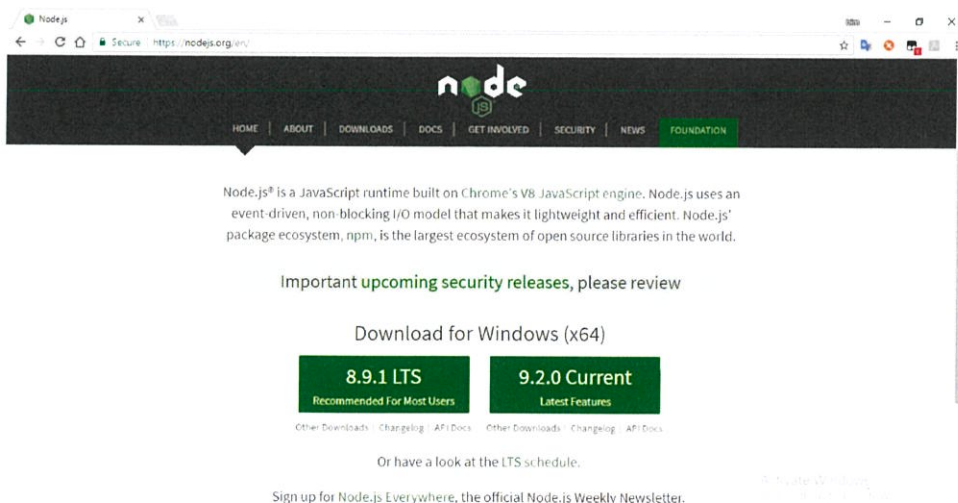 Node.js
Secure https://nodejs.org/en/
node
JS
HOME | ABOUT | DOWNLOADS | DOCS | GET INVOLVED | SECURITY | NEWS FOUNDATION
Node.js® is a JavaScript runtime built on Chrome's V8 JavaScript engine. Node.js uses an
event-driven, non-blocking I/O model that makes it lightweight and efficient. Node.js'
package ecosystem, npm, is the largest ecosystem of open source libraries in the world.
Important upcoming security releases, please review
Download for Windows (x64)
8.9.1 LTS
Recommended For Most Users
9.2.0 Current
Latest Features
Other Downloads | Changelog | API Docs Other Downloads | Changelog | API Docs
Or have a look at the LTS schedule.
Sign up for Node.js Everywhere, the official Node.js Weekly Newsletter.